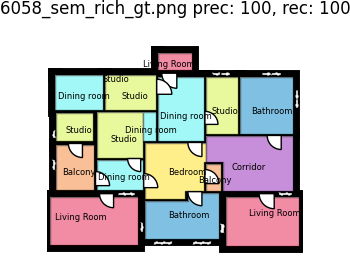 6058_sem_rich_gt.png prec: 100, rec: 100
Living Room
Studio
Dining room
Studio
Studio
Bathroom
Studio
Dining room
Dining room
Studio
Corridor
Balcony
Bedroom
Dining room
Balcony
Living Room
Bathroom
Living Room